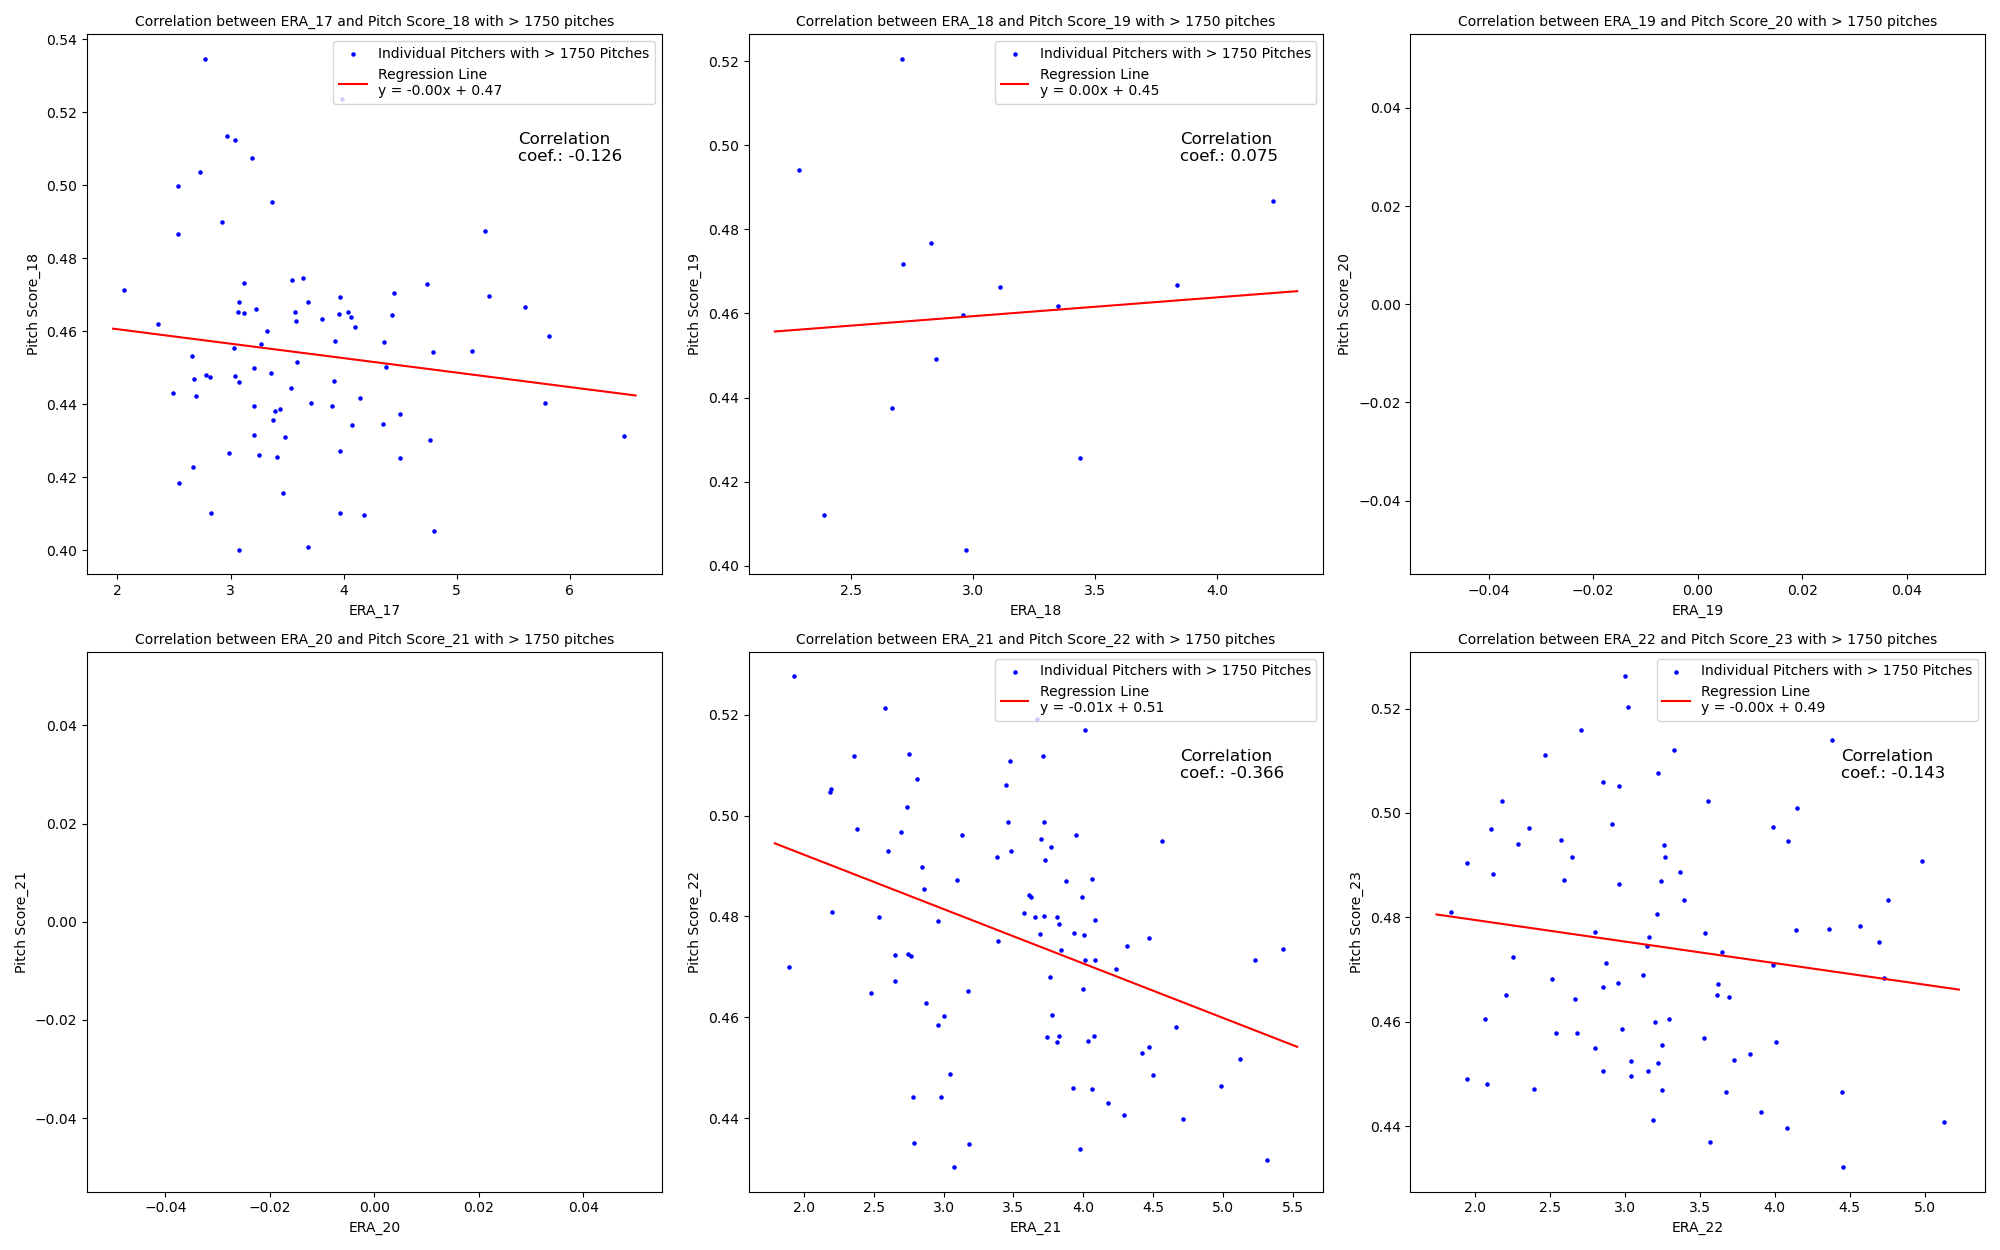 Correlation between ERA_17 and Pitch Score_18 with > 1750 pitches
Individual Pitchers with > 1750 Pitches
Regression Line
y = -0.00x + 0.47
Correlation
coef.: -0.126
0.54
0.52
0.50
0.48
0.46
0.44
0.42
0.40
Pitch Score_18
2 3 4 5 6
ERA_17
Correlation between ERA_18 and Pitch Score_19 with > 1750 pitches
Individual Pitchers with > 1750 Pitches
Regression Line
y = 0.00x + 0.45
Correlation
coef.: 0.075
0.52
0.50
0.48
0.46
0.44
0.42
0.40
Pitch Score_19
2.5 3.0 3.5 4.0
ERA_18
Correlation between ERA_19 and Pitch Score_20 with > 1750 pitches
0.04
0.02
0.00
−0.02
−0.04
Pitch Score_20
−0.04 −0.02 0.00 0.02 0.04
ERA_19
Correlation between ERA_20 and Pitch Score_21 with > 1750 pitches
0.04
0.02
0.00
−0.02
−0.04
Pitch Score_21
−0.04 −0.02 0.00 0.02 0.04
ERA_20
Correlation between ERA_21 and Pitch Score_22 with > 1750 pitches
Individual Pitchers with > 1750 Pitches
Regression Line
y = -0.01x + 0.51
Correlation
coef.: -0.366
0.52
0.50
0.48
0.46
0.44
Pitch Score_22
2.0 2.5 3.0 3.5 4.0 4.5 5.0 5.5
ERA_21
Correlation between ERA_22 and Pitch Score_23 with > 1750 pitches
Individual Pitchers with > 1750 Pitches
Regression Line
y = -0.00x + 0.49
Correlation
coef.: -0.143
0.52
0.50
0.48
0.46
0.44
Pitch Score_23
2.0 2.5 3.0 3.5 4.0 4.5 5.0
ERA_22